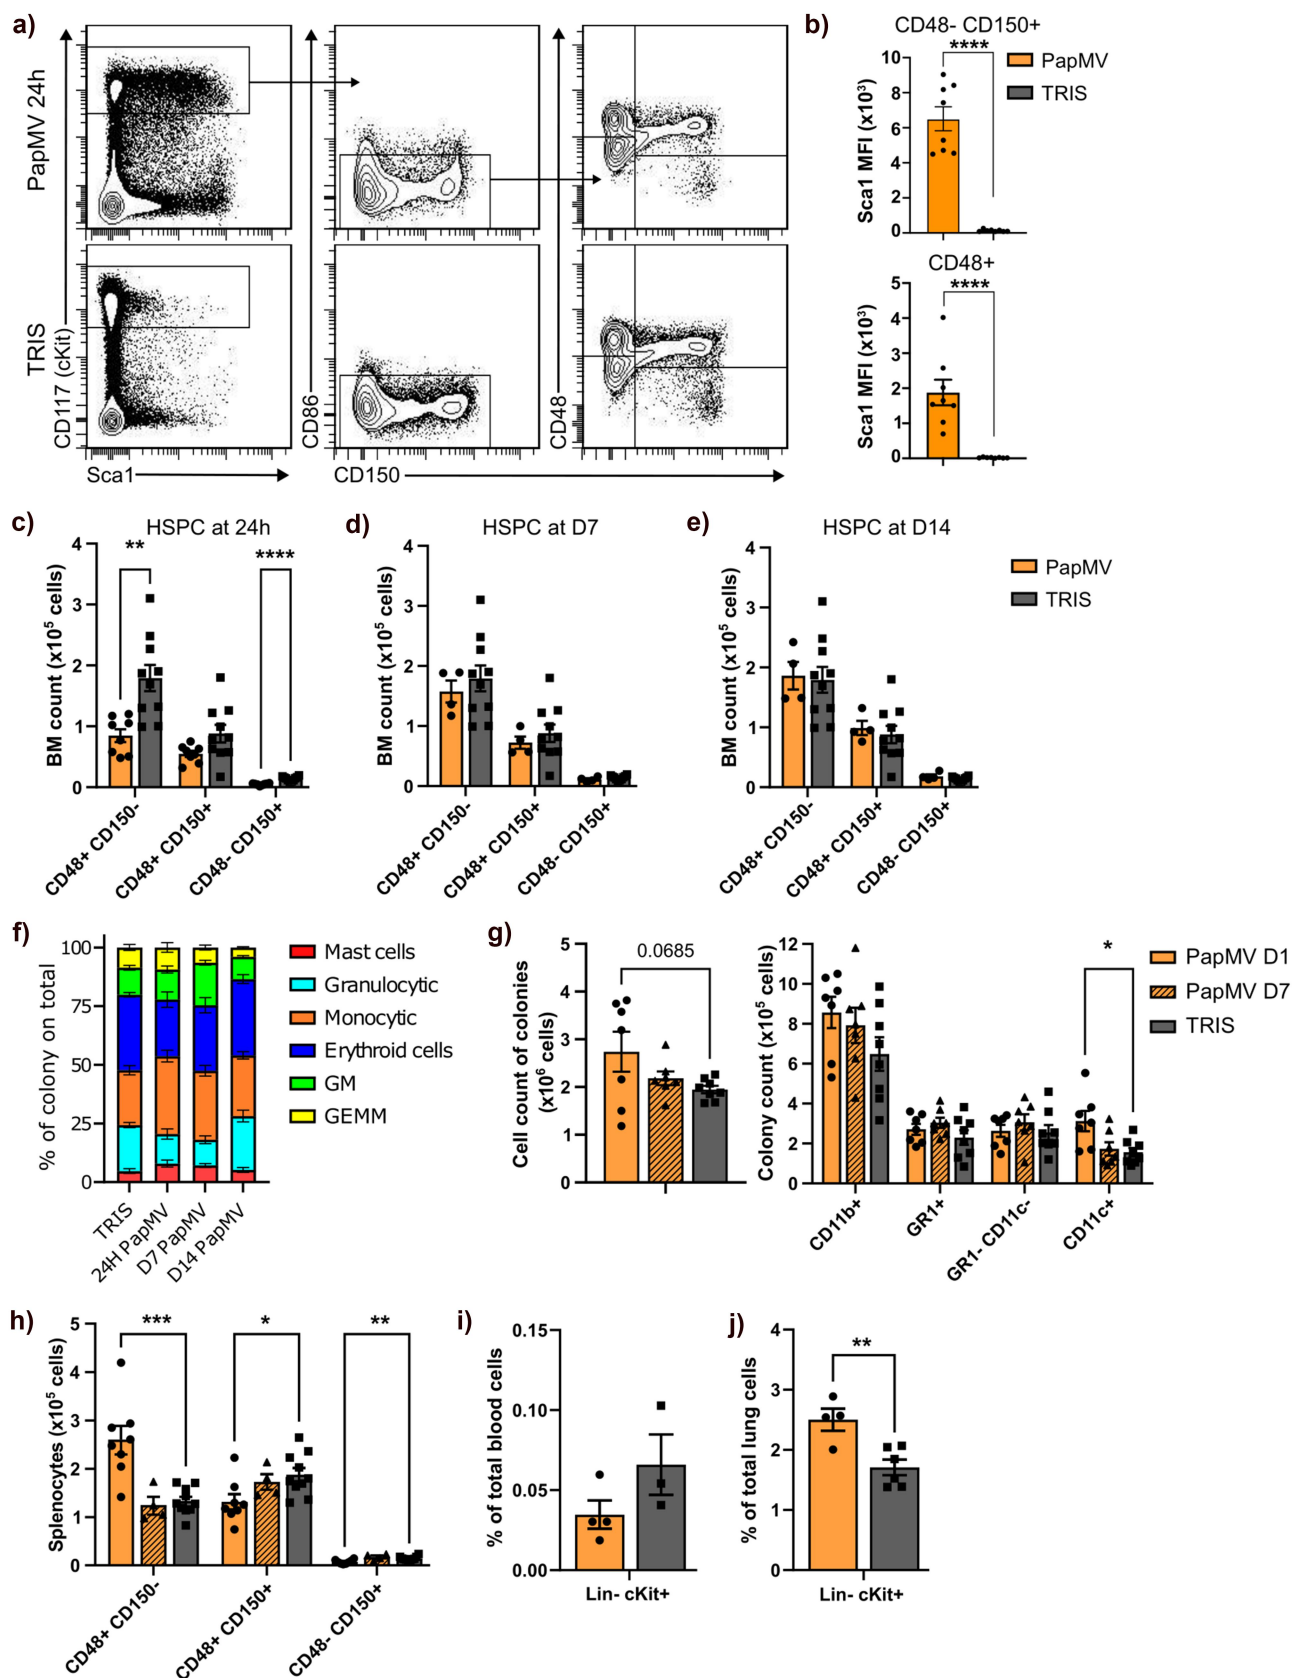 a)
PapMV 24h
TRIS
CD117 (cKit)
CD86
CD48
Sca1
CD150
b)
CD48- CD150+
****
Sca1 MFI (x10³)
10
8
6
4
2
0
PapMV
TRIS
CD48+
****
Sca1 MFI (x10³)
5
4
3
2
1
0
c)
HSPC at 24h
BM count (x10⁵ cells)
4
3
2
1
0
**
****
CD48+ CD150-
CD48+ CD150+
CD48- CD150+
d)
HSPC at D7
BM count (x10⁵ cells)
4
3
2
1
0
CD48+ CD150-
CD48+ CD150+
CD48- CD150+
e)
HSPC at D14
BM count (x10⁵ cells)
4
3
2
1
0
CD48+ CD150-
CD48+ CD150+
CD48- CD150+
PapMV
TRIS
f)
% of colony on total
100
75
50
25
0
TRIS
24H PapMV
D7 PapMV
D14 PapMV
Mast cells
Granulocytic
Monocytic
Erythroid cells
GM
GEMM
g)
Cell count of colonies
(x10⁶ cells)
5
4
3
2
1
0
0.0685
Colony count (x10⁵ cells)
12
10
8
6
4
2
0
*
CD11b+
GR1+
GR1- CD11c-
CD11c+
PapMV D1
PapMV D7
TRIS
h)
Splenocytes (x10⁵ cells)
5
4
3
2
1
0
***
*
**
CD48+ CD150-
CD48+ CD150+
CD48- CD150+
i)
% of total blood cells
0.15
0.10
0.05
0.00
Lin- cKit+
j)
% of total lung cells
4
3
2
1
0
**
Lin- cKit+